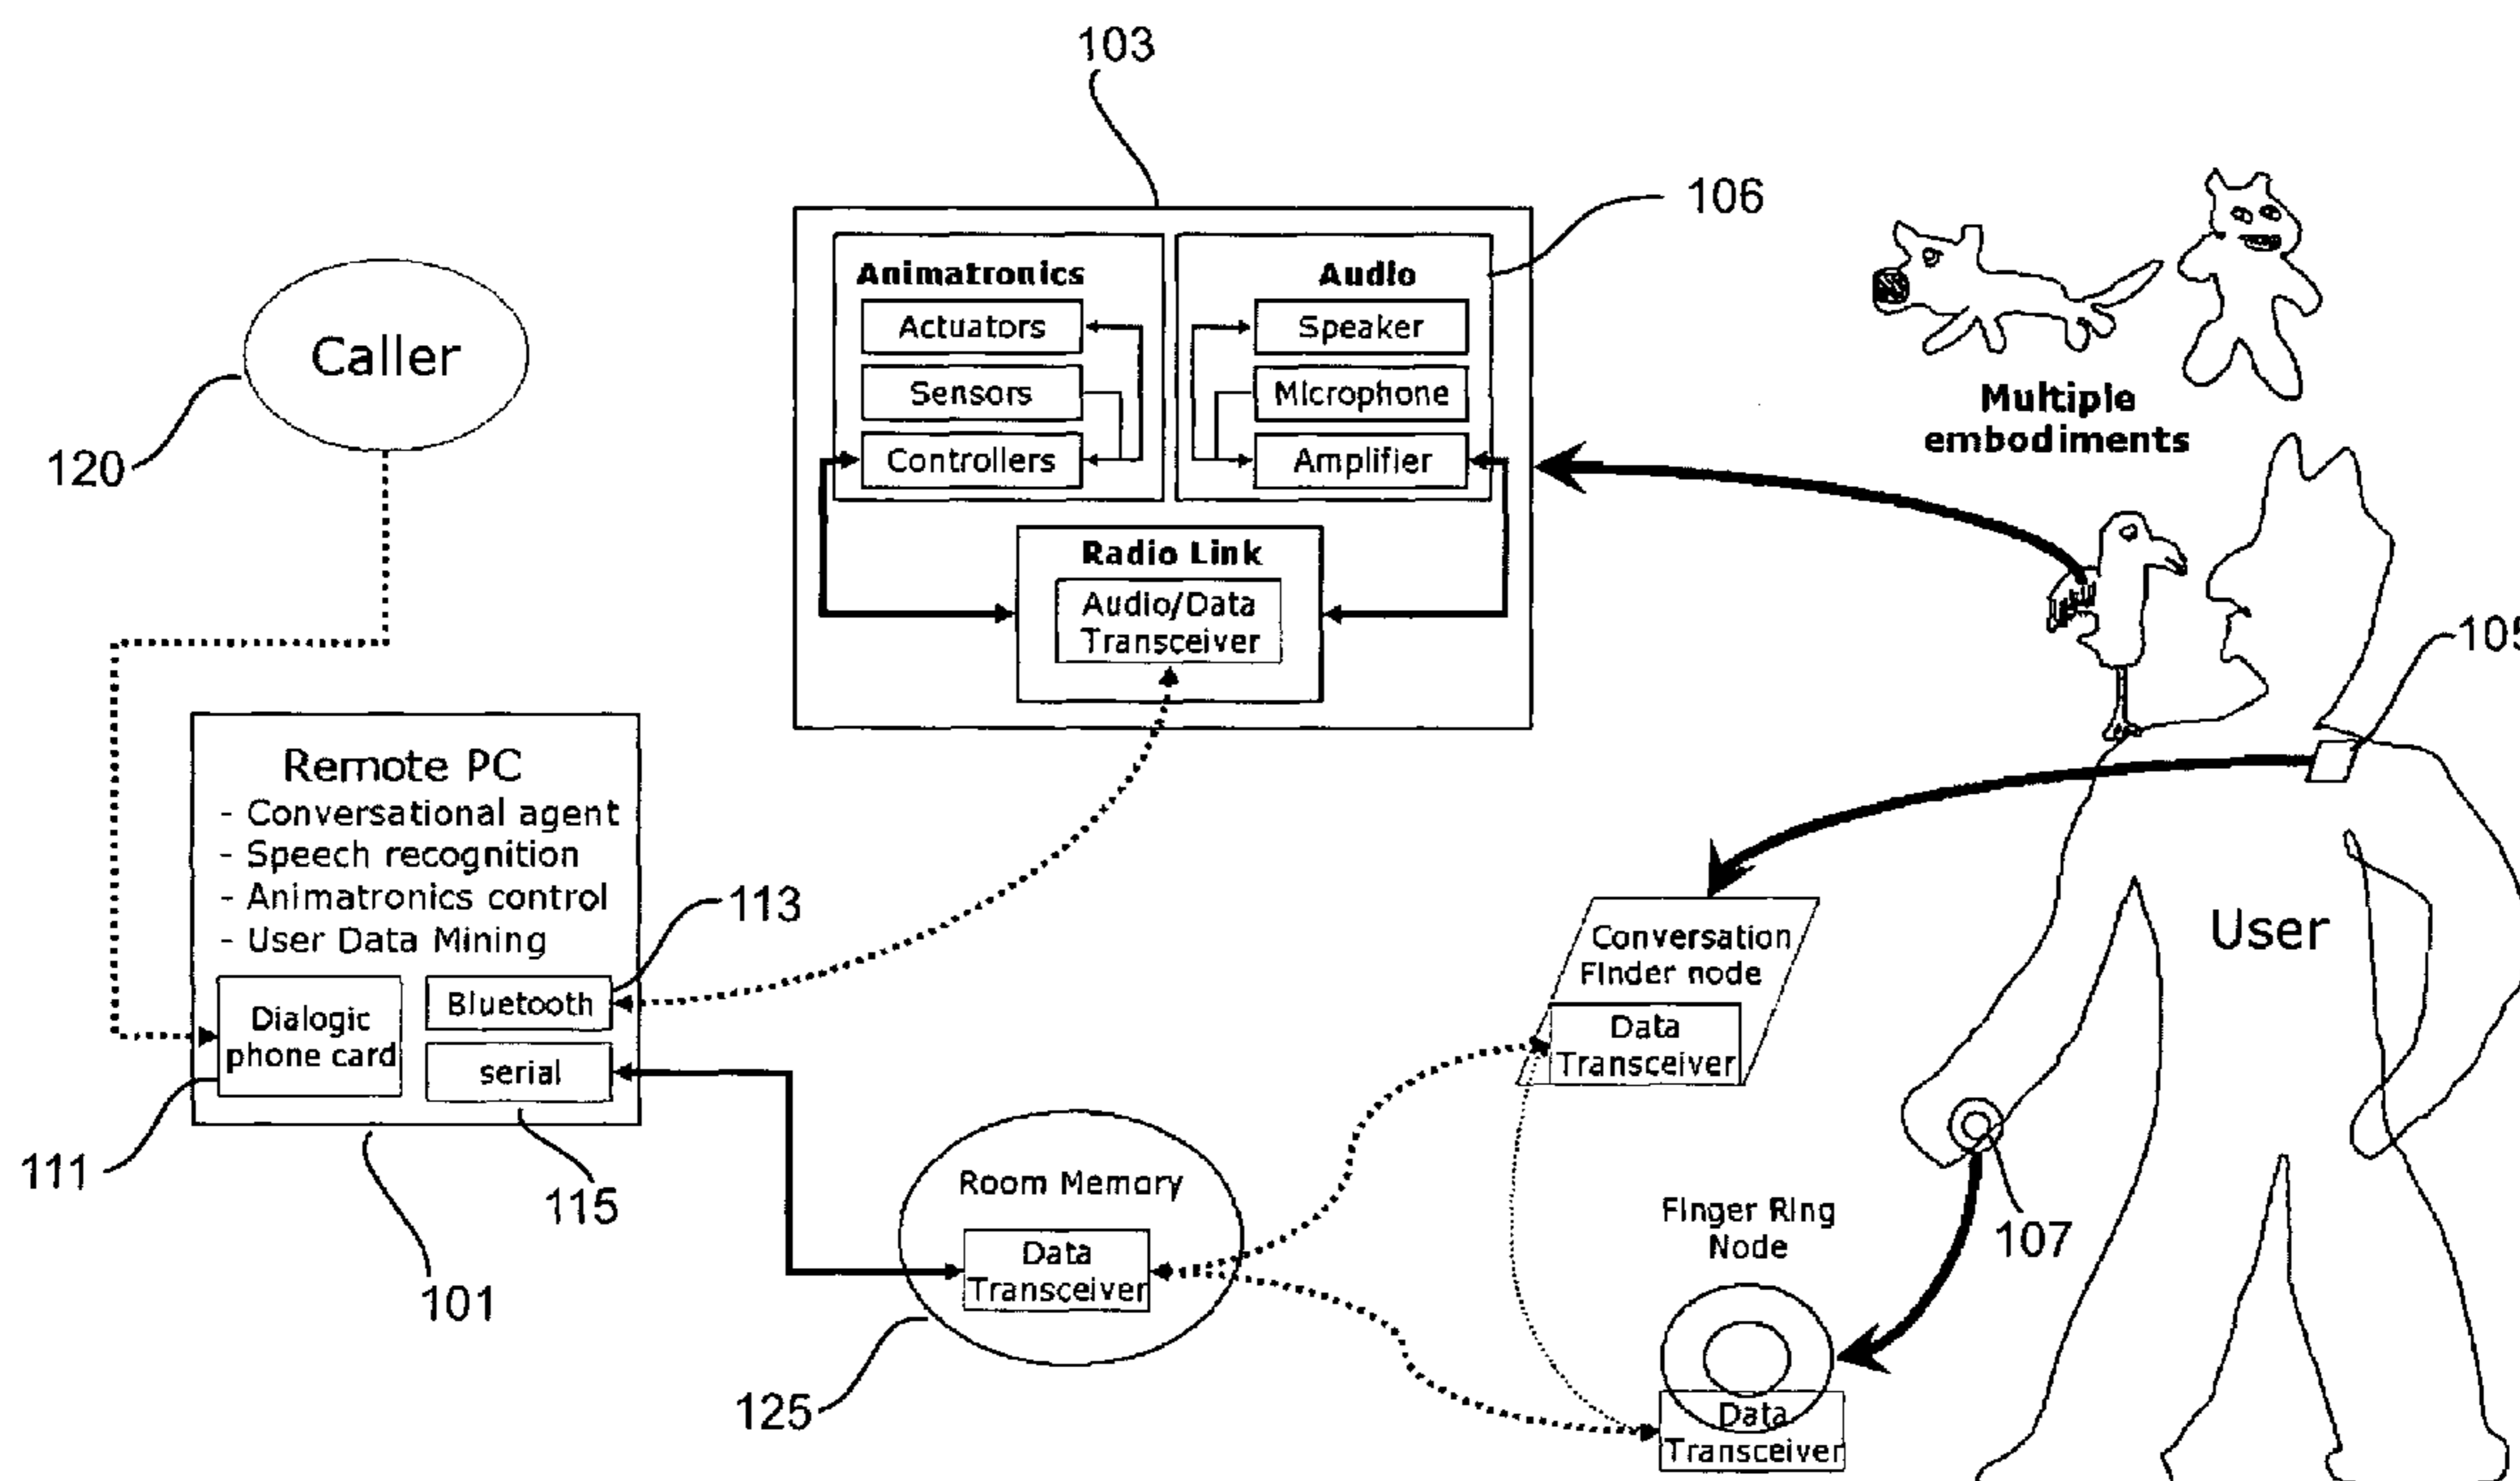 103
106
Animatronics
Actuators
Sensors
Controllers
Audio
Speaker
Microphone
Amplifier
Radio Link
Audio/Data
Transceiver
Caller
120
Multiple
embodiments
105
Remote PC
- Conversational agent
- Speech recognition
- Animatronics control
- User Data Mining
113
Dialogic
phone card
Bluetooth
serial
111
115
101
Conversation
Finder node
Data
Transceiver
User
Room Memory
Data
Transceiver
125
Finger Ring
Node
107
Data
Transceiver